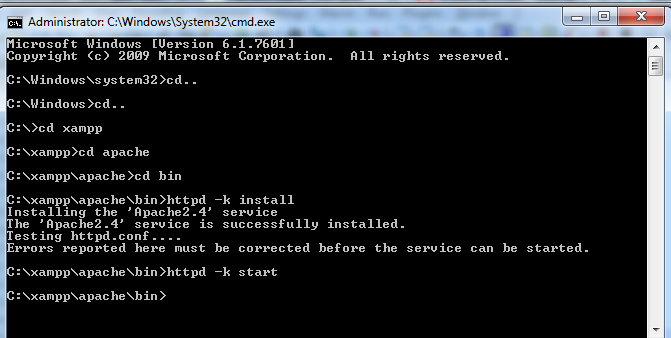 Administrator: C:\Windows\System32\cmd.exe
Microsoft Windows [Version 6.1.7601]
Copyright (c) 2009 Microsoft Corporation.  All rights reserved.
C:\Windows\system32>cd..
C:\Windows>cd..
C:\>cd xampp
C:\xampp>cd apache
C:\xampp\apache>cd bin
C:\xampp\apache\bin>httpd -k install
Installing the 'Apache2.4' service
The 'Apache2.4' service is successfully installed.
Testing httpd.conf....
Errors reported here must be corrected before the service can be started.
C:\xampp\apache\bin>httpd -k start
C:\xampp\apache\bin>